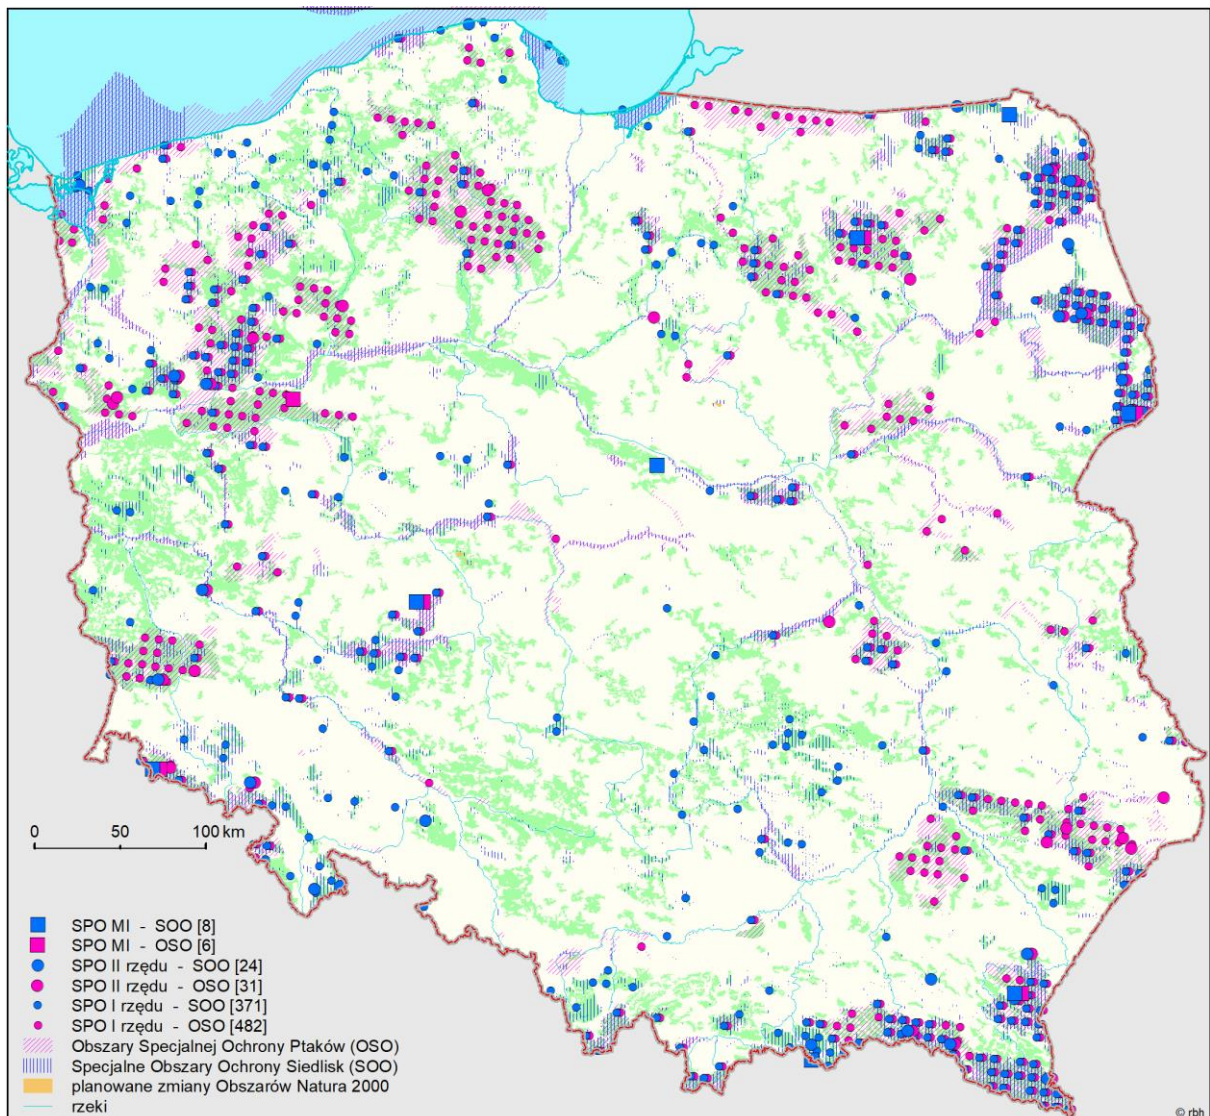 0 50 100 km
SPO MI - SOO [8]
SPO MI - OSO [6]
SPO II rzędu - SOO [24]
SPO II rzędu - OSO [31]
SPO I rzędu - SOO [371]
SPO I rzędu - OSO [482]
Obszary Specjalnej Ochrony Ptaków (OSO)
Specjalne Obszary Ochrony Siedlisk (SOO)
planowane zmiany Obszarów Natura 2000
rzeki
© rbh